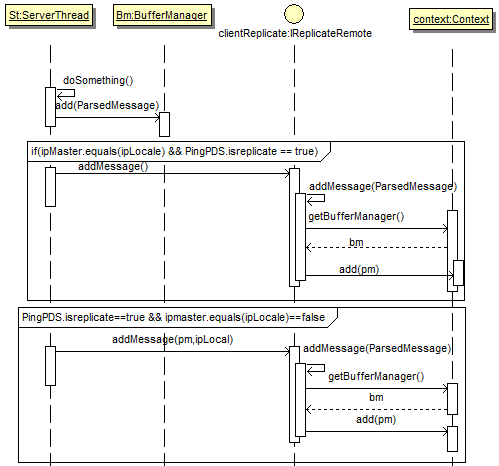 St:ServerThread
Bm:BufferManager
clientReplicate:IReplicateRemote
context:Context
doSomething()
add(ParsedMessage)
if(ipMaster.equals(ipLocale) && PingPDS.isreplicate == true)
addMessage()
addMessage(ParsedMessage)
getBufferManager()
bm
add(pm)
PingPDS.isreplicate==true && ipmaster.equals(ipLocale)==false
addMessage(pm,ipLocal)
addMessage(ParsedMessage)
getBufferManager()
bm
add(pm)